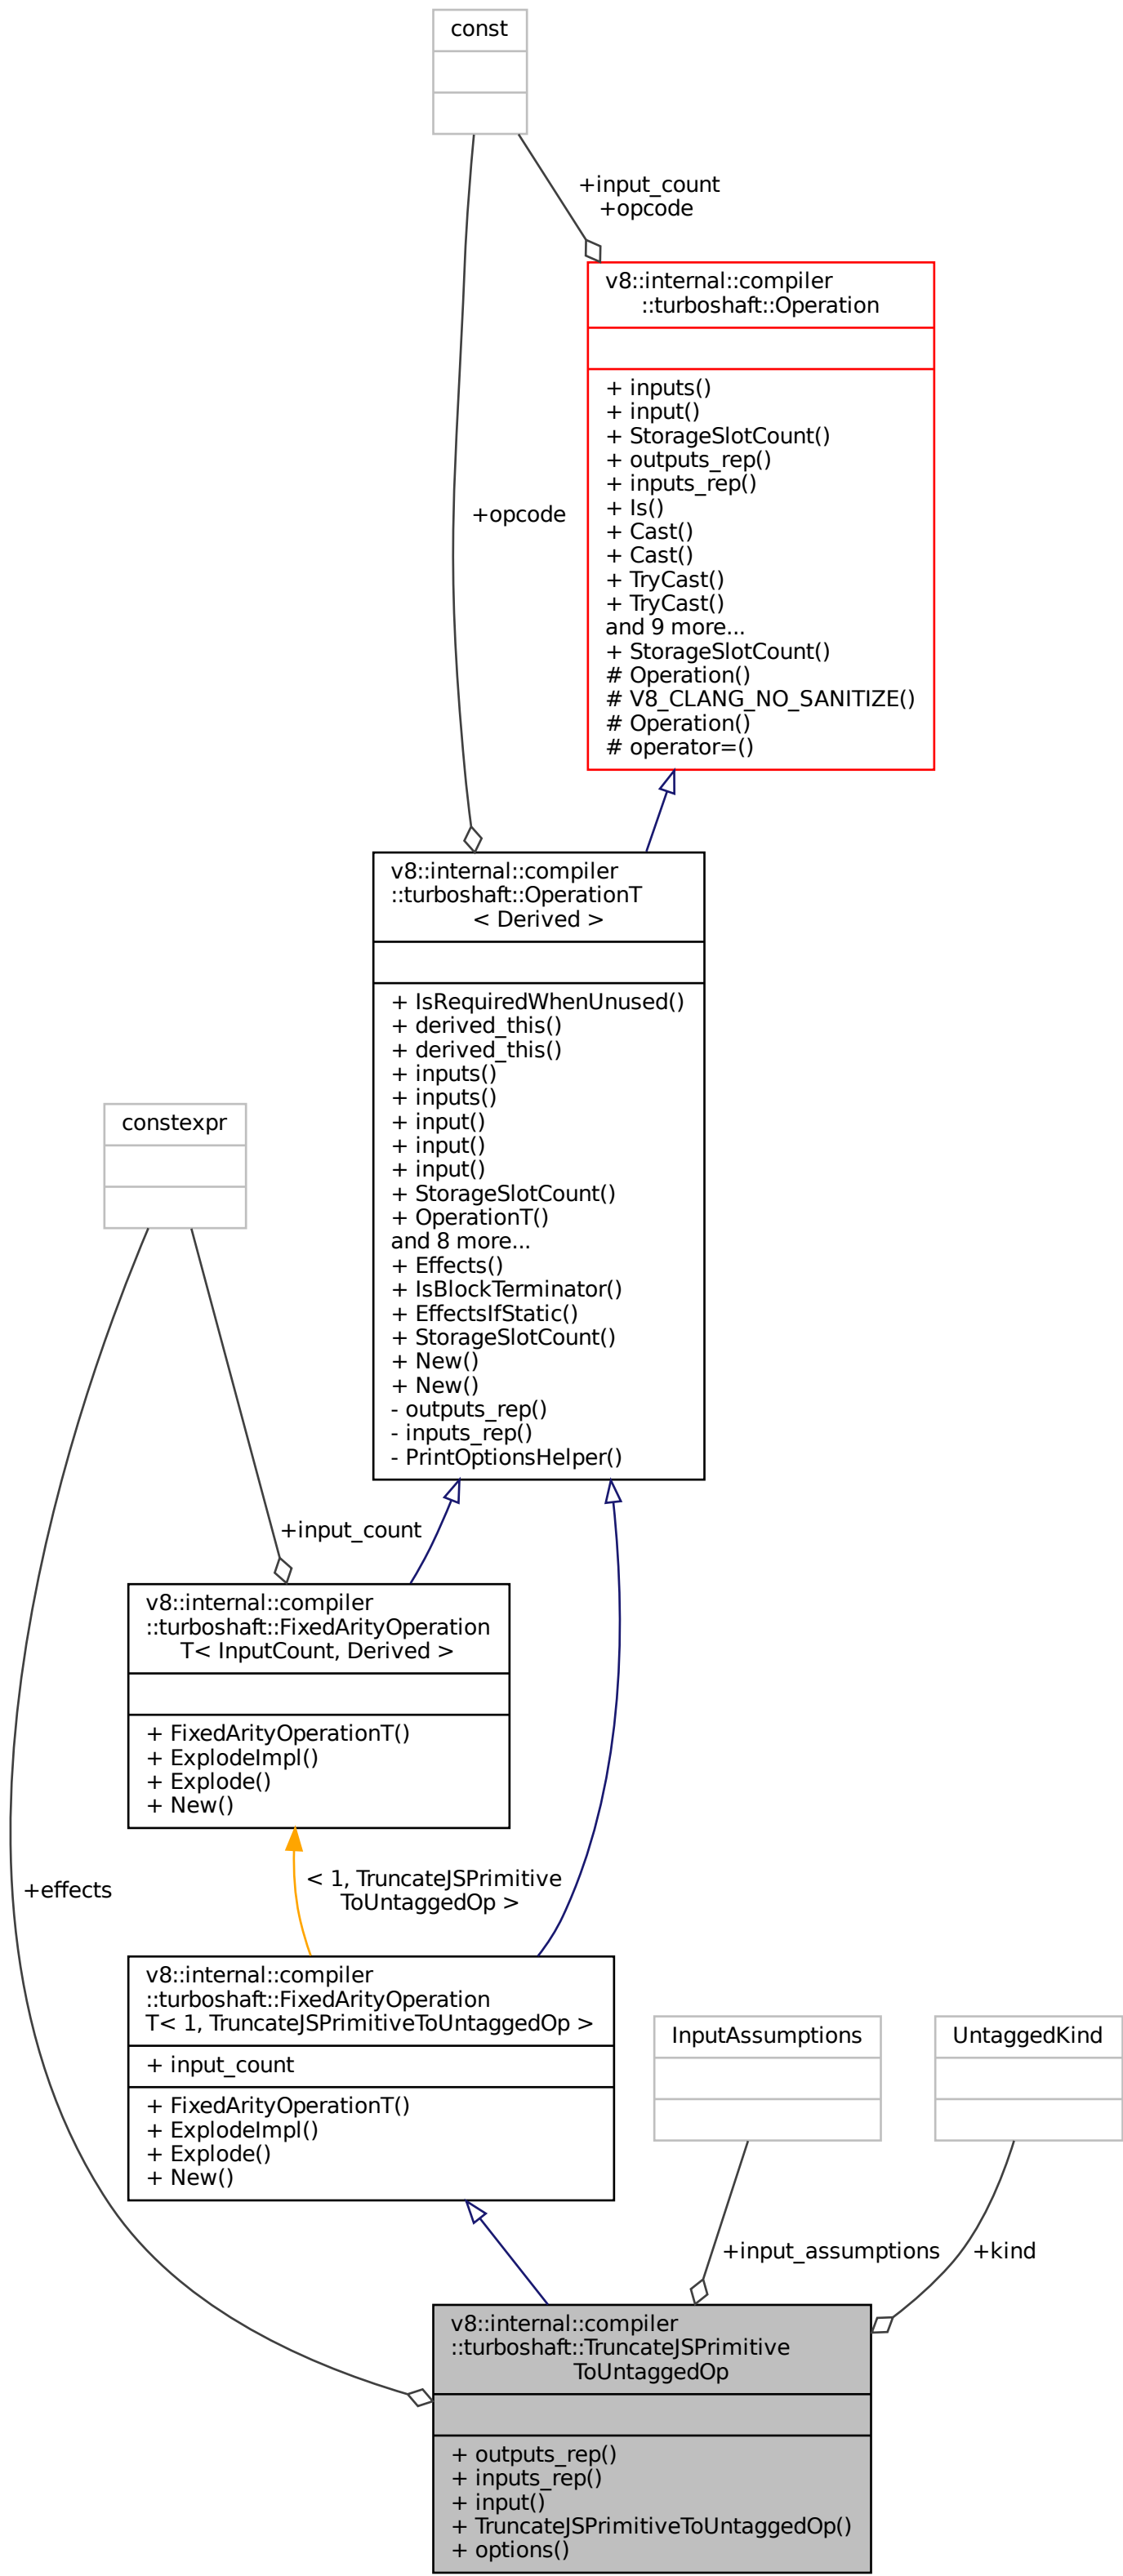 const
+input_count
+opcode
v8::internal::compiler
::turboshaft::Operation
+ inputs()
+ input()
+ StorageSlotCount()
+ outputs_rep()
+ inputs_rep()
+ Is()
+ Cast()
+ Cast()
+ TryCast()
+ TryCast()
and 9 more...
+ StorageSlotCount()
# Operation()
# V8_CLANG_NO_SANITIZE()
# Operation()
# operator=()
+opcode
v8::internal::compiler
::turboshaft::OperationT
< Derived >
+ IsRequiredWhenUnused()
+ derived_this()
+ derived_this()
+ inputs()
+ inputs()
+ input()
+ input()
+ input()
+ StorageSlotCount()
+ OperationT()
and 8 more...
+ Effects()
+ IsBlockTerminator()
+ EffectsIfStatic()
+ StorageSlotCount()
+ New()
+ New()
- outputs_rep()
- inputs_rep()
- PrintOptionsHelper()
constexpr
+input_count
v8::internal::compiler
::turboshaft::FixedArityOperation
T< InputCount, Derived >
+ FixedArityOperationT()
+ ExplodeImpl()
+ Explode()
+ New()
< 1, TruncateJSPrimitive
ToUntaggedOp >
+effects
v8::internal::compiler
::turboshaft::FixedArityOperation
T< 1, TruncateJSPrimitiveToUntaggedOp >
+ input_count
+ FixedArityOperationT()
+ ExplodeImpl()
+ Explode()
+ New()
InputAssumptions
UntaggedKind
+input_assumptions
+kind
v8::internal::compiler
::turboshaft::TruncateJSPrimitive
ToUntaggedOp
+ outputs_rep()
+ inputs_rep()
+ input()
+ TruncateJSPrimitiveToUntaggedOp()
+ options()